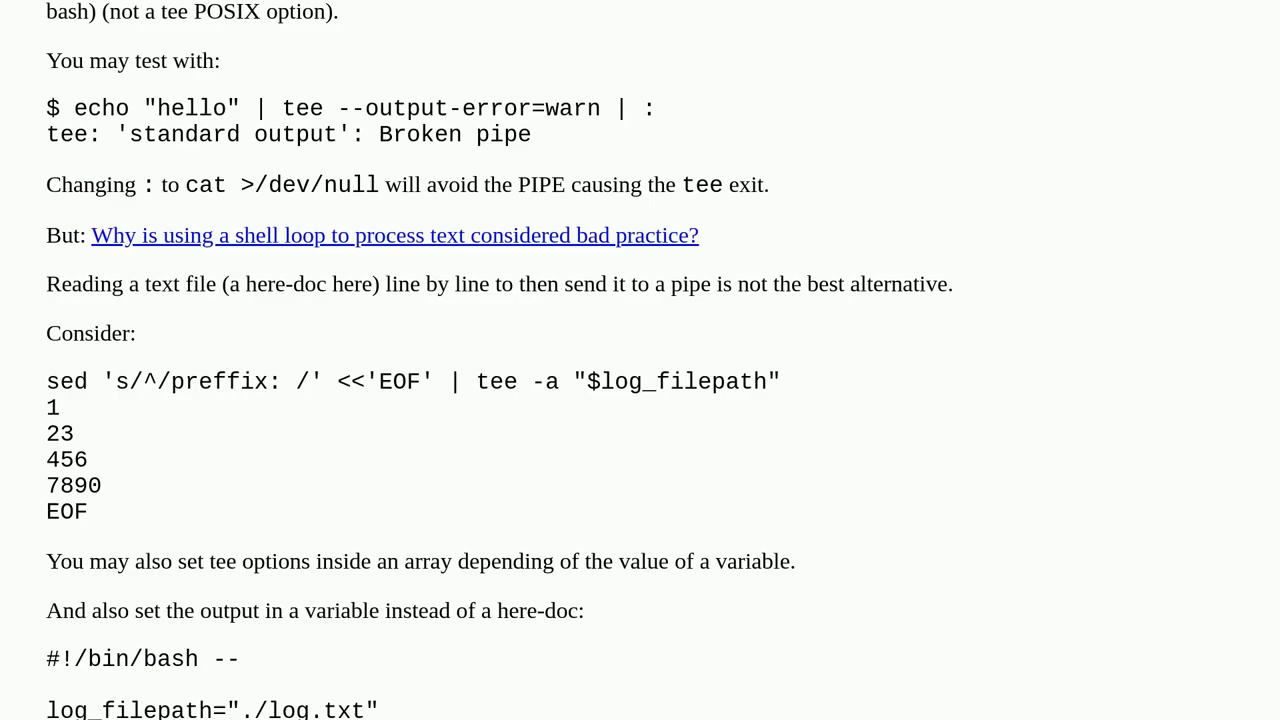 bash) (not a tee POSIX option).
You may test with:
$ echo "hello" | tee --output-error=warn | :
tee: 'standard output': Broken pipe
Changing : to cat >/dev/null will avoid the PIPE causing the tee exit.
But: Why is using a shell loop to process text considered bad practice?
Reading a text file (a here-doc here) line by line to then send it to a pipe is not the best alternative.
Consider:
sed 's/^/preffix: /' <<'EOF' | tee -a "$log_filepath"
1
23
456
7890
EOF
You may also set tee options inside an array depending of the value of a variable.
And also set the output in a variable instead of a here-doc:
#!/bin/bash --
log_filepath="./log.txt"